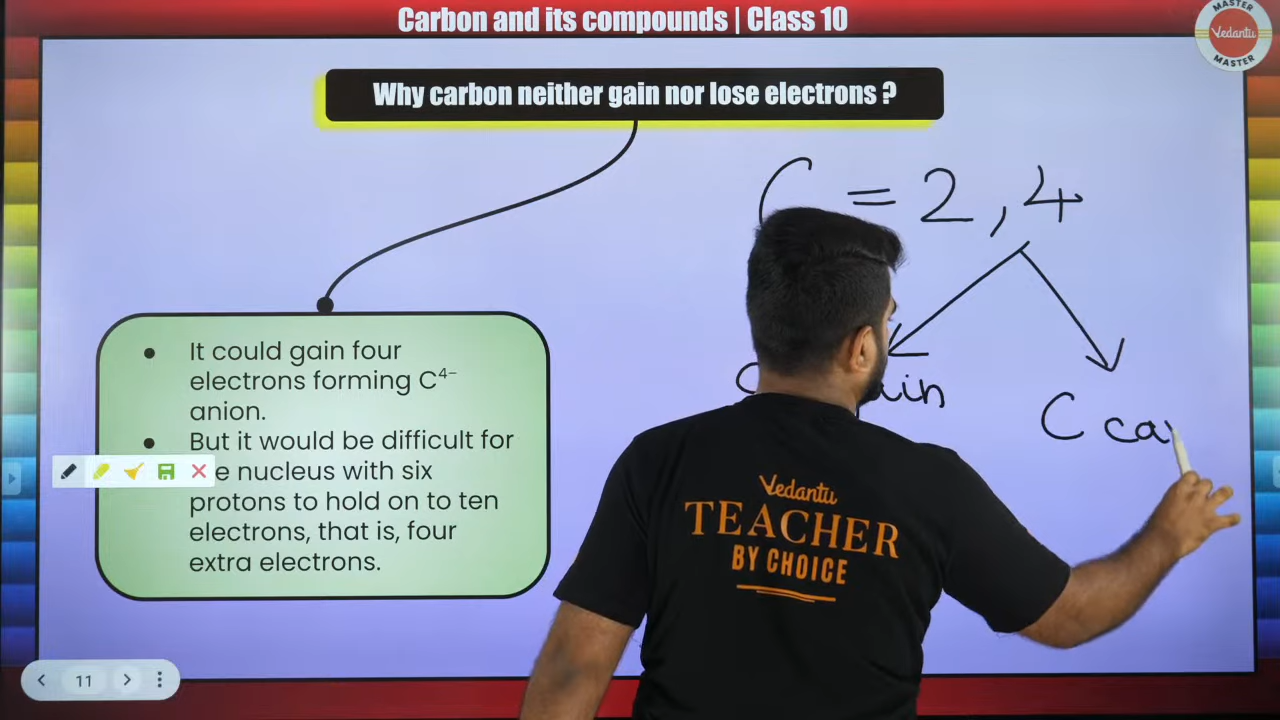 Carbon and its compounds | Class 10
MASTER
Vedantu
MASTER
Why carbon neither gain nor lose electrons ?
C = 2, 4
It could gain four
electrons forming C⁴⁻
anion.
But it would be difficult for
nucleus with six
protons to hold on to ten
electrons, that is, four
extra electrons.
C ca
Vedantu
TEACHER
BY CHOICE
11